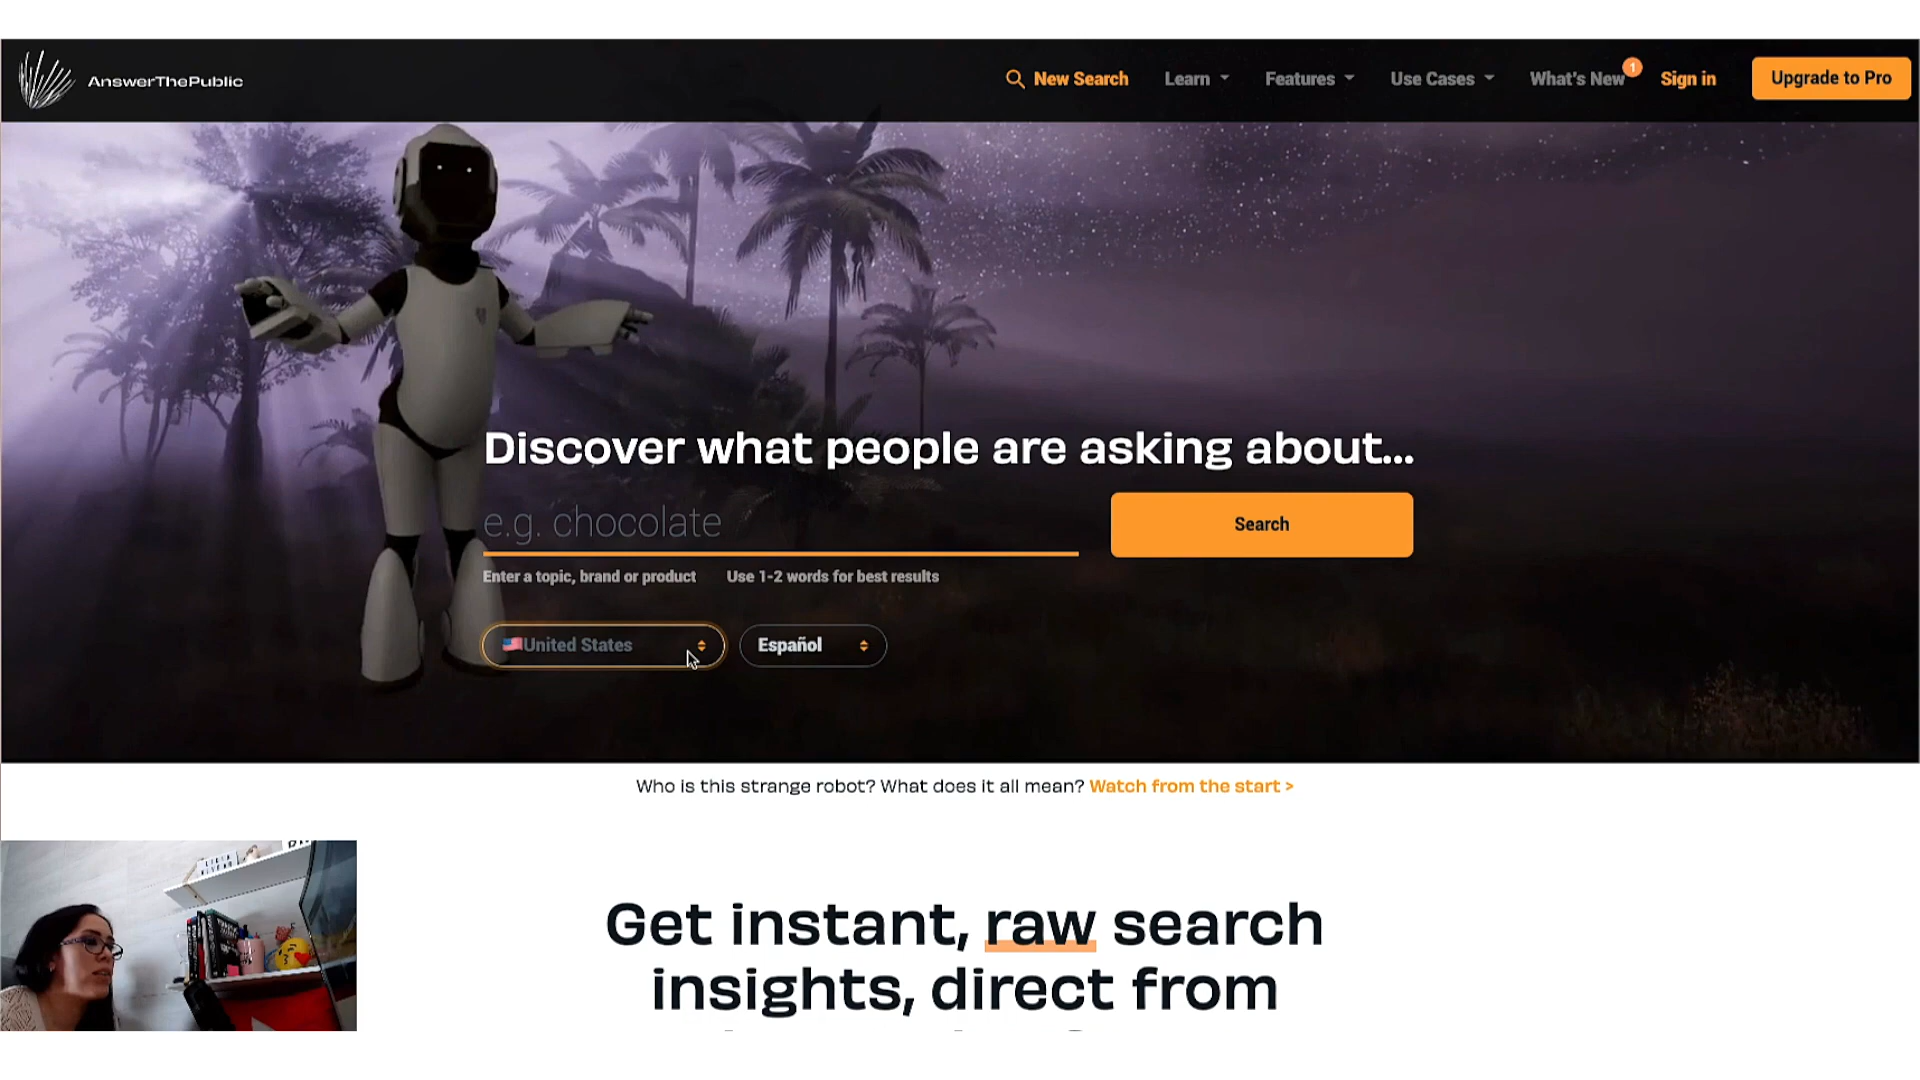 AnswerThePublic
New Search
Learn
Features
Use Cases
What's New
1
Sign in
Upgrade to Pro
Discover what people are asking about...
e.g. chocolate
Search
Enter a topic, brand or product
Use 1-2 words for best results
United States
Español
Who is this strange robot? What does it all mean? Watch from the start >
Get instant, raw search
insights, direct from